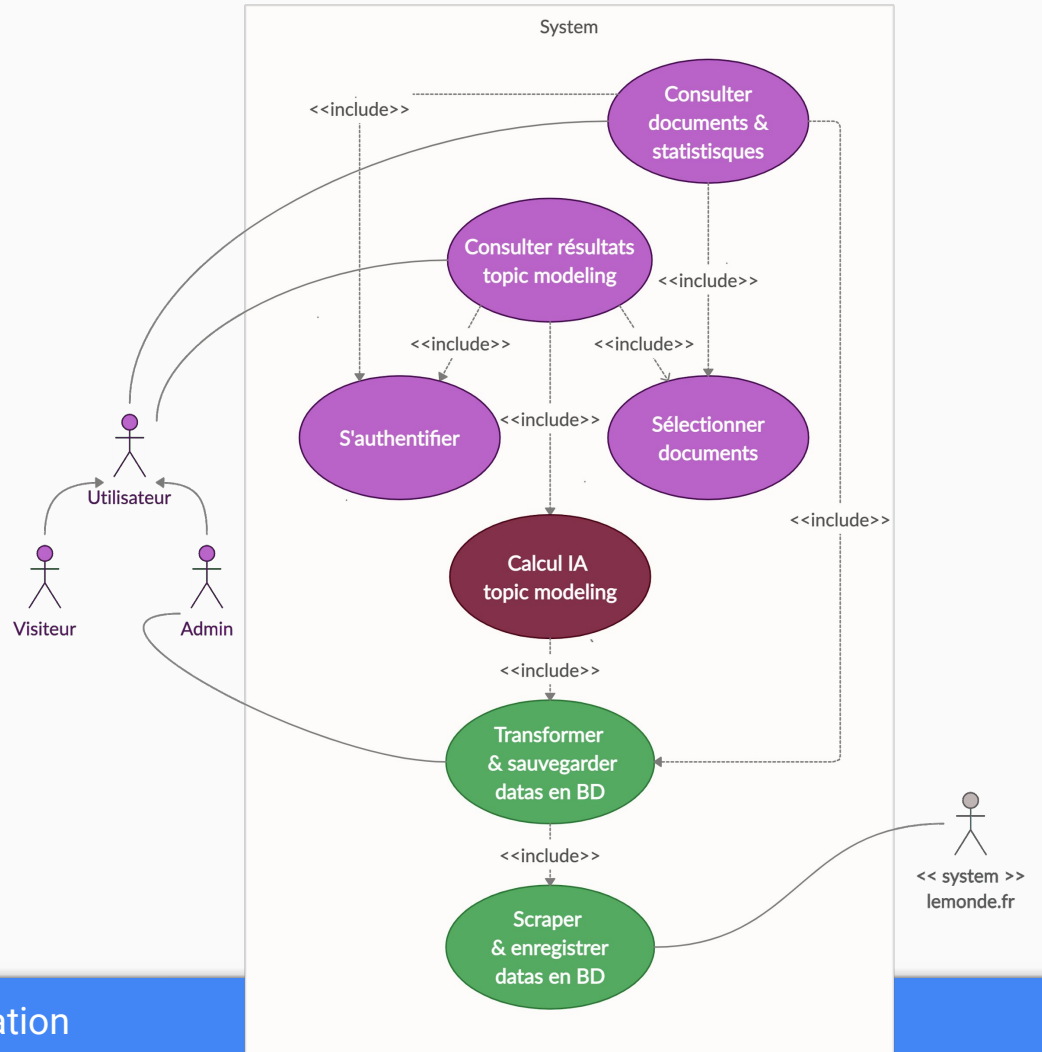 System
Consulter
documents &
statistisques
<<include>>
Consulter résultats
topic modeling
<<include>>
<<include>>
<<include>>
S'authentifier
<<include>>
Sélectionner
documents
Utilisateur
<<include>>
Calcul IA
topic modeling
Visiteur
Admin
<<include>>
Transformer
& sauvegarder
datas en BD
<<include>>
<< system >>
lemonde.fr
Scraper
& enregistrer
datas en BD
ation